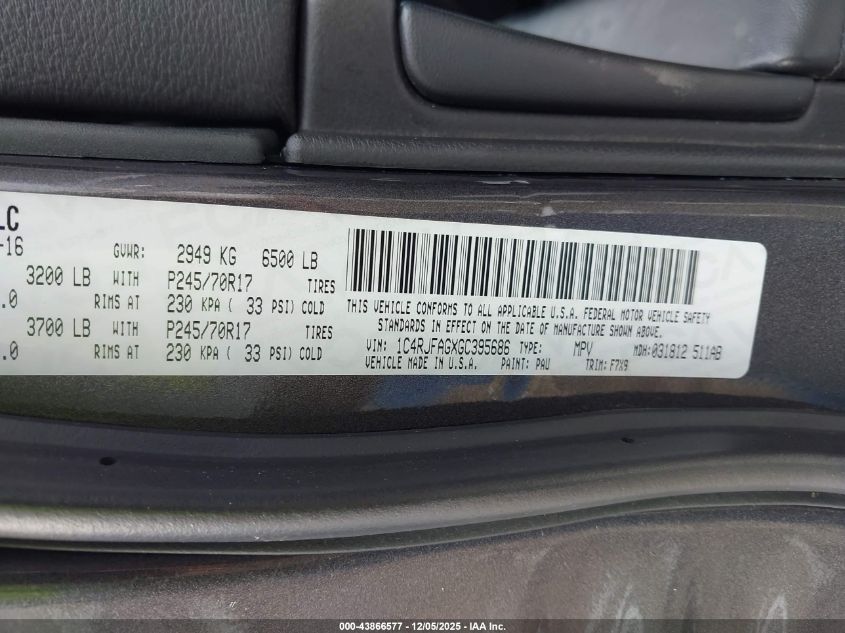 LC
-16
GVWR: 2949 KG 6500 LB
3200 LB WITH P245/70R17 TIRES
.0 RIMS AT 230 KPA ( 33 PSI) COLD
3700 LB WITH P245/70R17 TIRES
.0 RIMS AT 230 KPA ( 33 PSI) COLD
THIS VEHICLE CONFORMS TO ALL APPLICABLE U.S.A. FEDERAL MOTOR VEHICLE SAFETY
STANDARDS IN EFFECT ON THE DATE OF MANUFACTURE SHOWN ABOVE.
VIN: 1C4RJFAGXGC395686 TYPE: MPV MDH:031812 511AB
VEHICLE MADE IN U.S.A. PAINT: PAU TRIM: F7X9
000-43866577 - 12/05/2025 - IAA Inc.